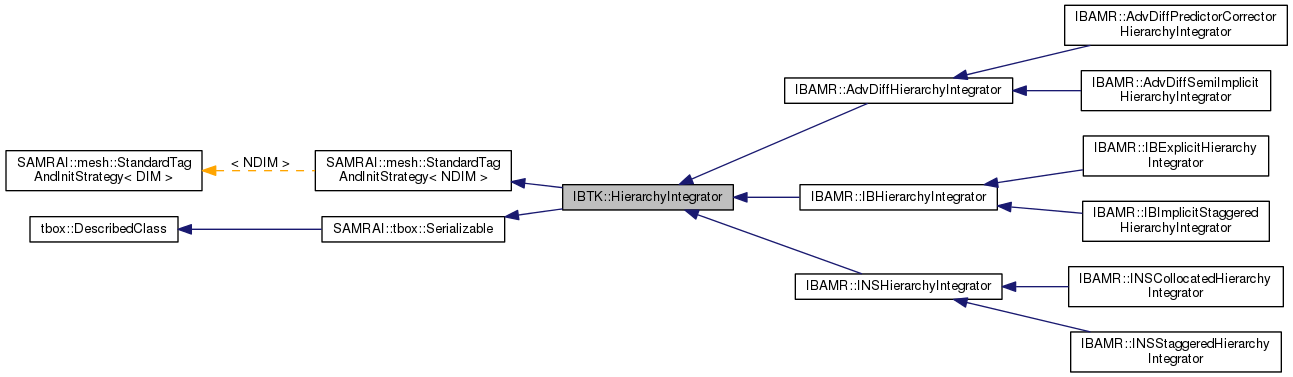 SAMRAI::mesh::StandardTag
AndInitStrategy< DIM >
< NDIM >
SAMRAI::mesh::StandardTag
AndInitStrategy< NDIM >
tbox::DescribedClass
SAMRAI::tbox::Serializable
IBTK::HierarchyIntegrator
IBAMR::AdvDiffHierarchyIntegrator
IBAMR::AdvDiffPredictorCorrector
HierarchyIntegrator
IBAMR::AdvDiffSemiImplicit
HierarchyIntegrator
IBAMR::IBHierarchyIntegrator
IBAMR::IBExplicitHierarchy
Integrator
IBAMR::IBImplicitStaggered
HierarchyIntegrator
IBAMR::INSHierarchyIntegrator
IBAMR::INSCollocatedHierarchy
Integrator
IBAMR::INSStaggeredHierarchy
Integrator